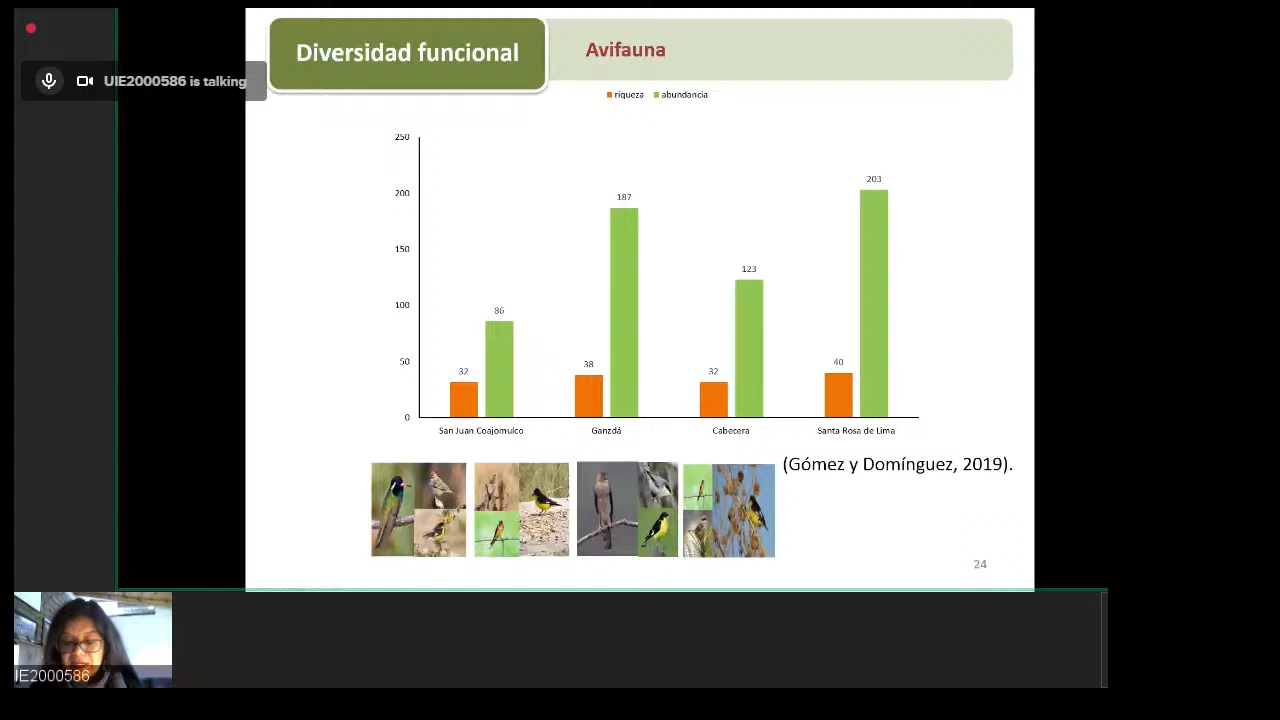 Diversidad funcional
Avifauna
UIE2000586 is talking
riqueza abundancia
250
200
150
100
50
0
32
86
38
187
32
123
40
203
San Juan Coajomulco
Ganzdá
Cabecera
Santa Rosa de Lima
(Gómez y Domínguez, 2019).
24
IE2000586